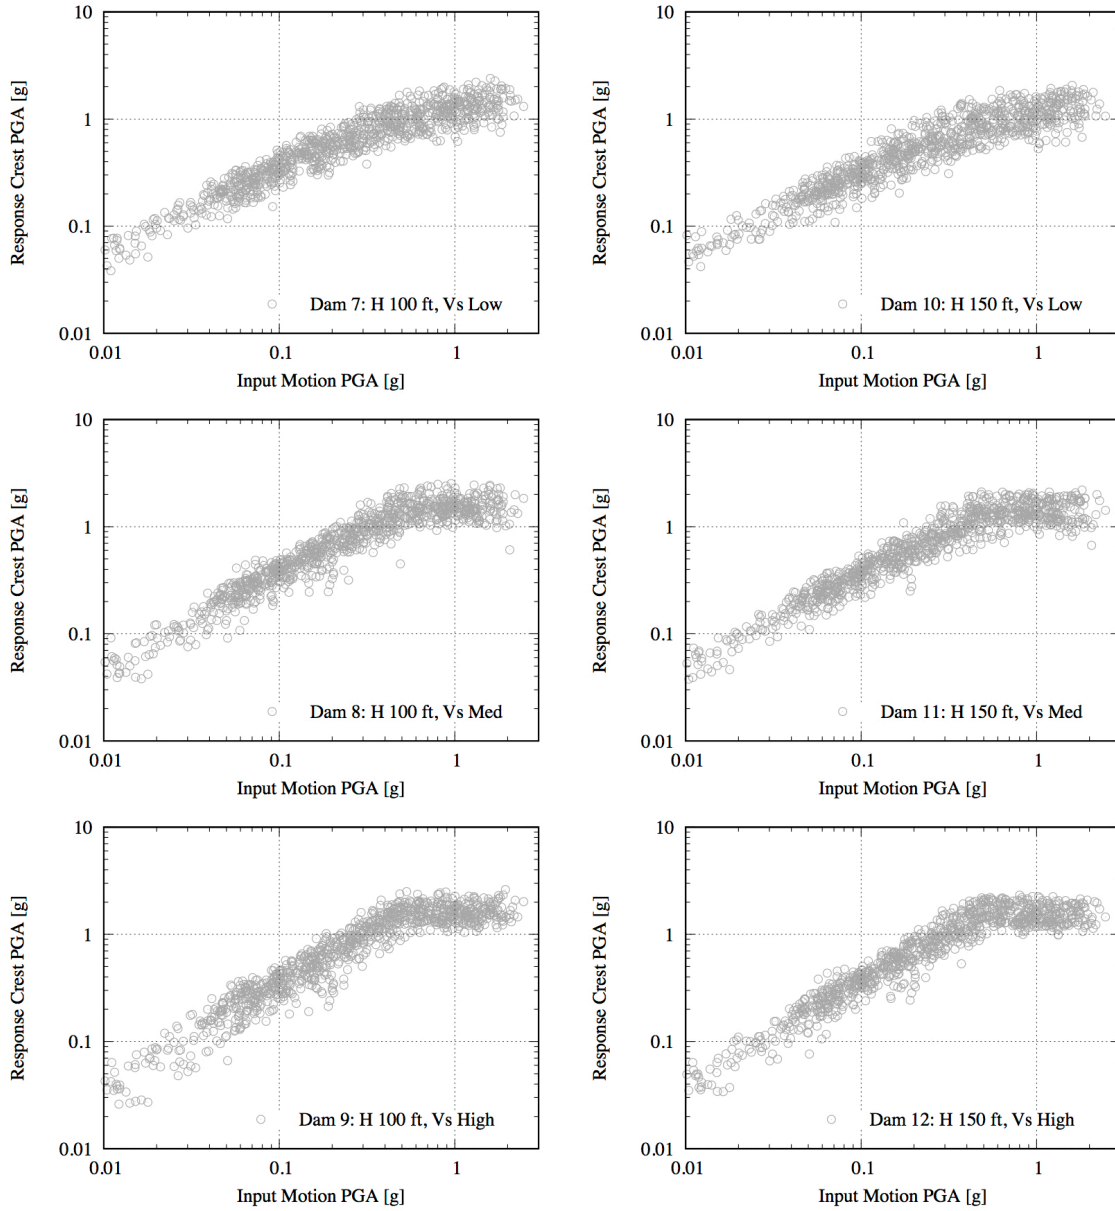 10
1
0.1
0.01
Response Crest PGA [g]
Dam 7: H 100 ft, Vs Low
0.01 0.1 1
Input Motion PGA [g]
10
1
0.1
0.01
Response Crest PGA [g]
Dam 10: H 150 ft, Vs Low
0.01 0.1 1
Input Motion PGA [g]
10
1
0.1
0.01
Response Crest PGA [g]
Dam 8: H 100 ft, Vs Med
0.01 0.1 1
Input Motion PGA [g]
10
1
0.1
0.01
Response Crest PGA [g]
Dam 11: H 150 ft, Vs Med
0.01 0.1 1
Input Motion PGA [g]
10
1
0.1
0.01
Response Crest PGA [g]
Dam 9: H 100 ft, Vs High
0.01 0.1 1
Input Motion PGA [g]
10
1
0.1
0.01
Response Crest PGA [g]
Dam 12: H 150 ft, Vs High
0.01 0.1 1
Input Motion PGA [g]